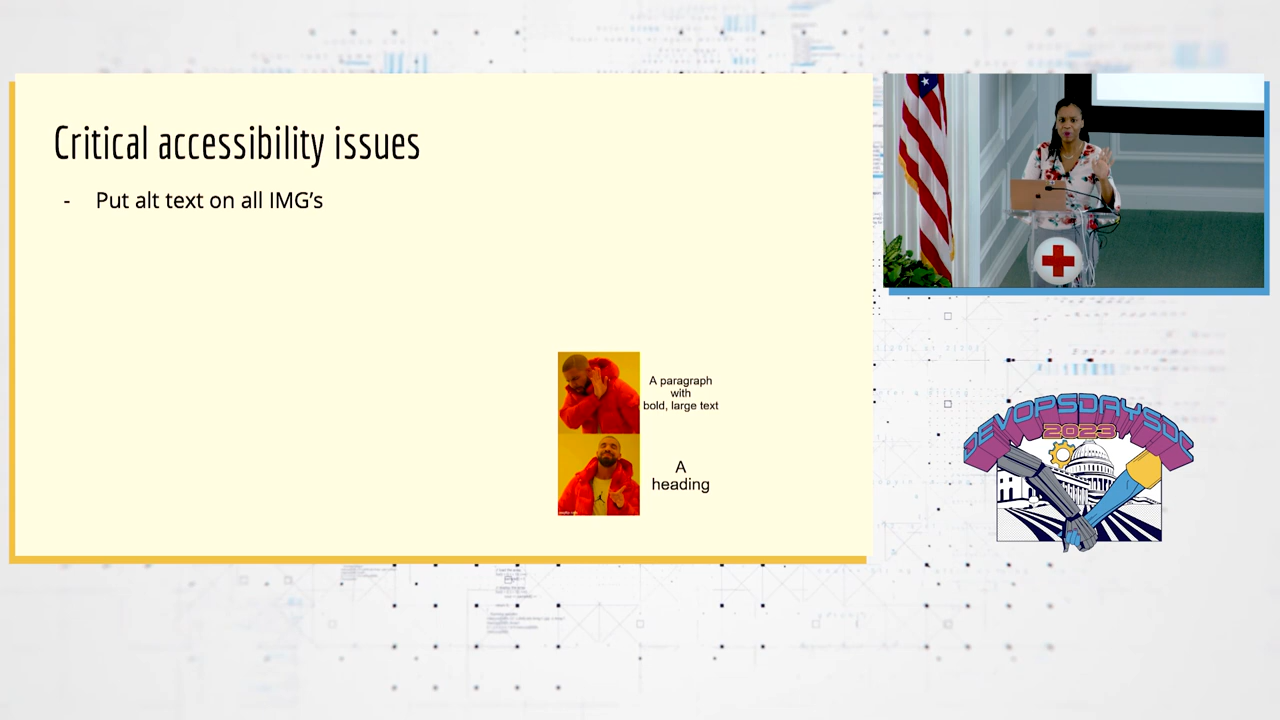 Critical accessibility issues
- Put alt text on all IMG's
A paragraph
with
bold, large text
A
heading
DEVOPSDAYSDC
2023